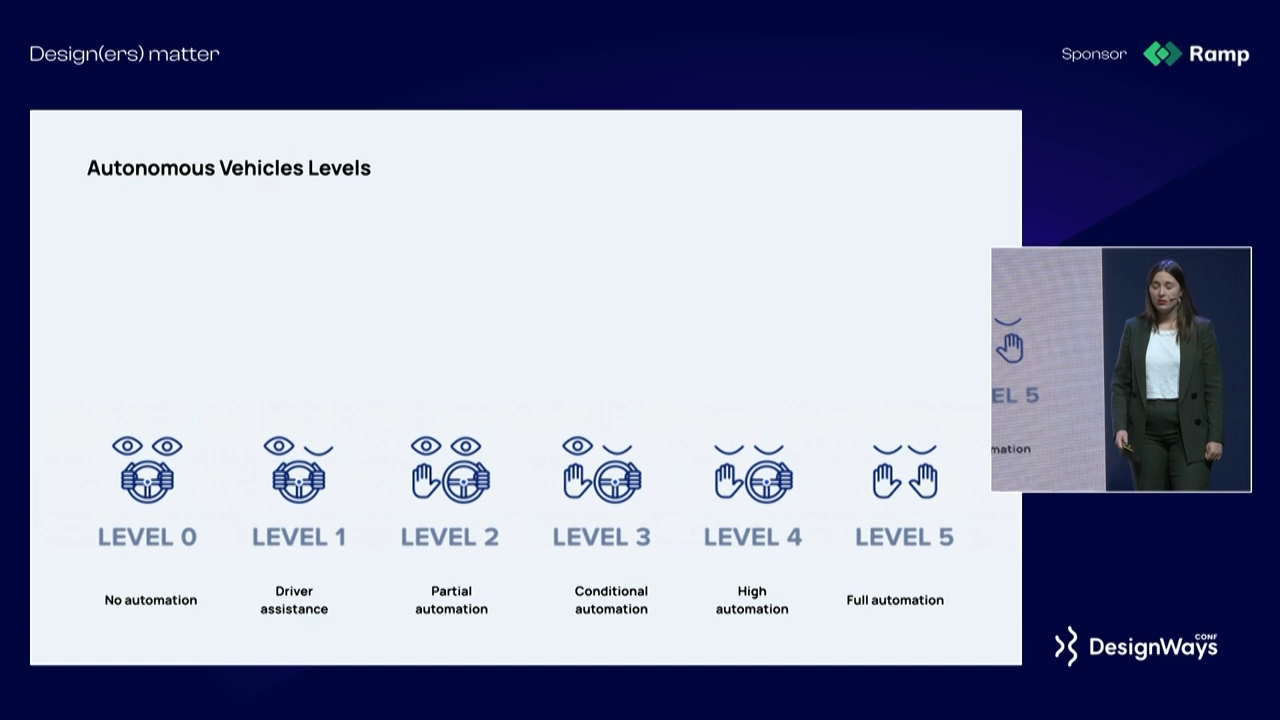 Design(ers) matter
Sponsor Ramp
Autonomous Vehicles Levels
LEVEL 0
LEVEL 1
LEVEL 2
LEVEL 3
LEVEL 4
LEVEL 5
No automation
Driver
assistance
Partial
automation
Conditional
automation
High
automation
Full automation
EL 5
mation
DesignWays CONF